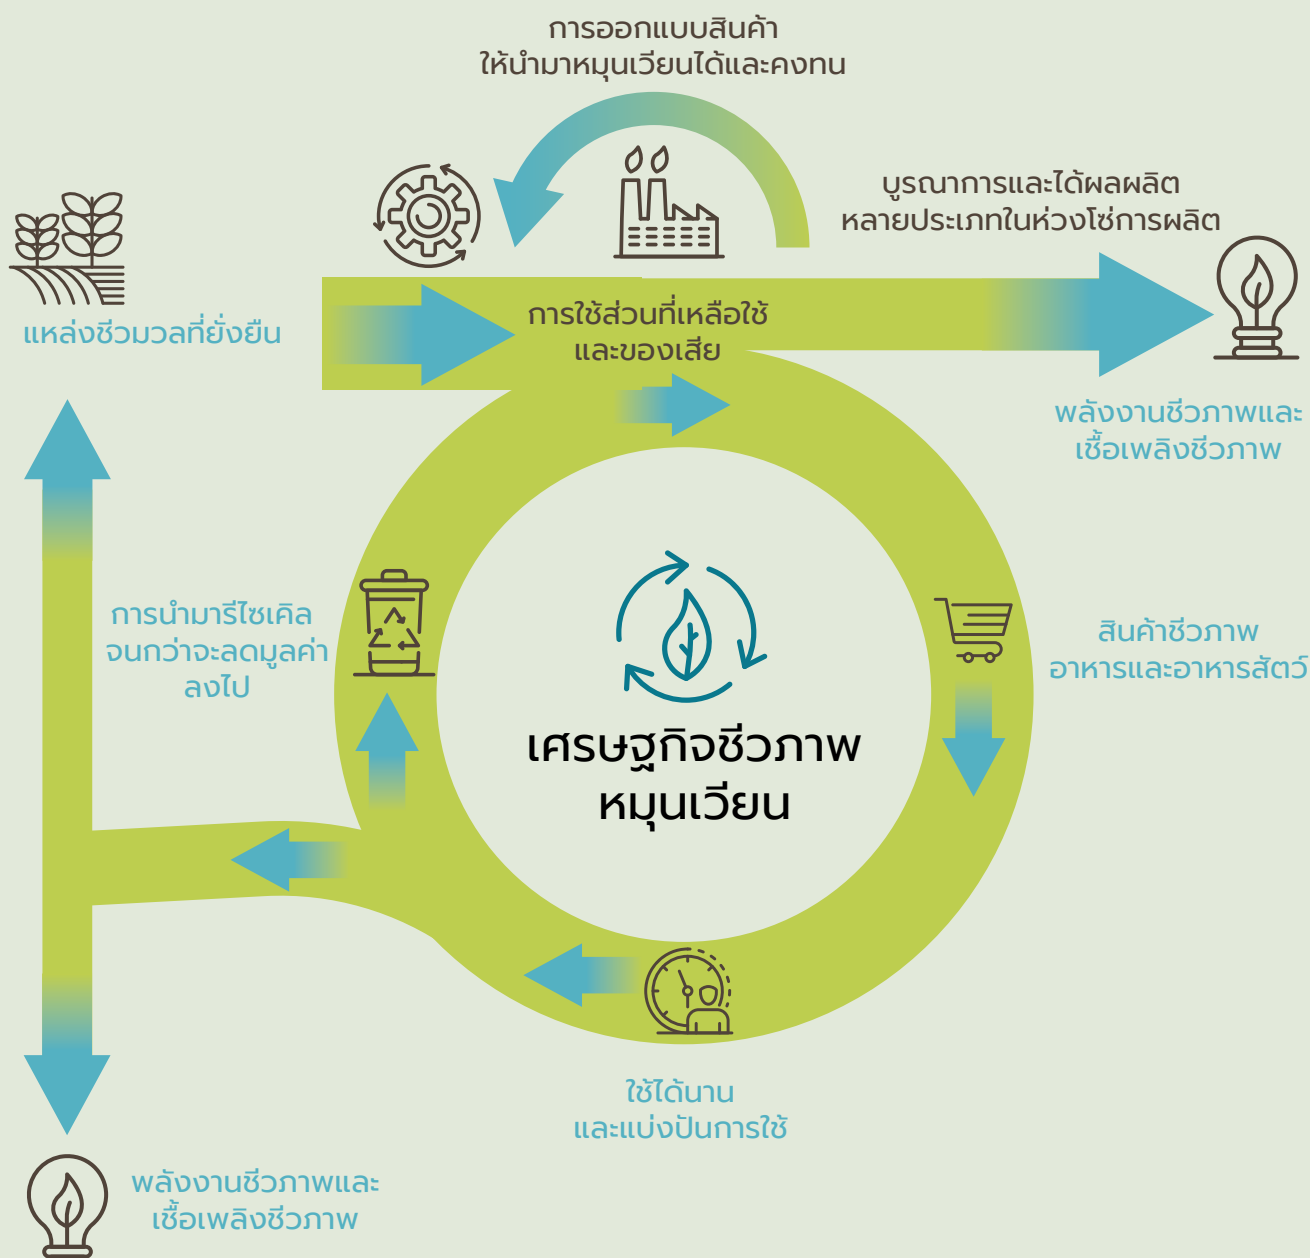 การออกแบบสินค้า
ให้นำมาหมุนเวียนได้และคงทน
บูรณาการและได้ผลผลิต
หลายประเภทในห่วงโซ่การผลิต
แหล่งชีวมวลที่ยั่งยืน
การใช้ส่วนที่เหลือใช้
และของเสีย
พลังงานชีวภาพและ
เชื้อเพลิงชีวภาพ
การนำมารีไซเคิล
จนกว่าจะลดมูลค่า
ลงไป
สินค้าชีวภาพ
อาหารและอาหารสัตว์
เศรษฐกิจชีวภาพ
หมุนเวียน
ใช้ได้นาน
และแบ่งปันการใช้
พลังงานชีวภาพและ
เชื้อเพลิงชีวภาพ